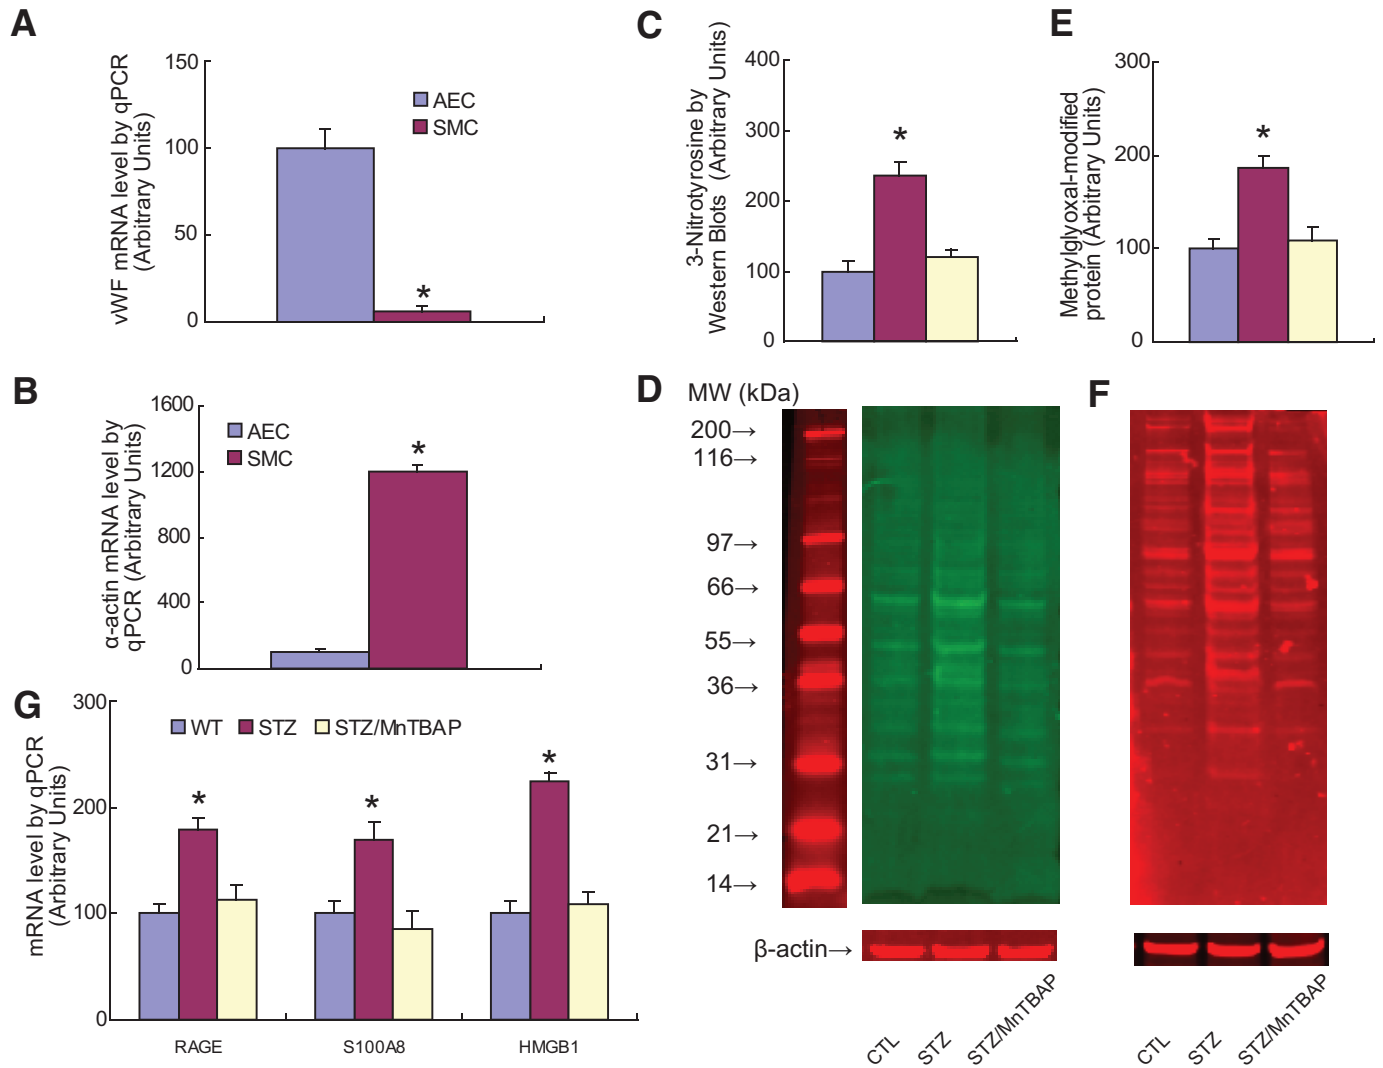 A
vWF mRNA level by qPCR
(Arbitrary Units)
150
100
50
0
AEC
SMC
*
B
α-actin mRNA level by
qPCR (Arbitrary Units)
1600
1200
800
400
0
AEC
SMC
*
C
3-Nitrotyrosine by
Western Blots (Arbitrary Units)
400
300
200
100
0
*
E
Methylglyoxal-modified
protein (Arbitrary Units)
300
200
100
0
*
D
MW (kDa)
200→
116→
97→
66→
55→
36→
31→
21→
14→
β-actin→
CTL
STZ
STZ/MnTBAP
F
CTL
STZ
STZ/MnTBAP
G
mRNA level by qPCR
(Arbitrary Units)
300
200
100
0
WT STZ STZ/MnTBAP
*
*
*
RAGE
S100A8
HMGB1